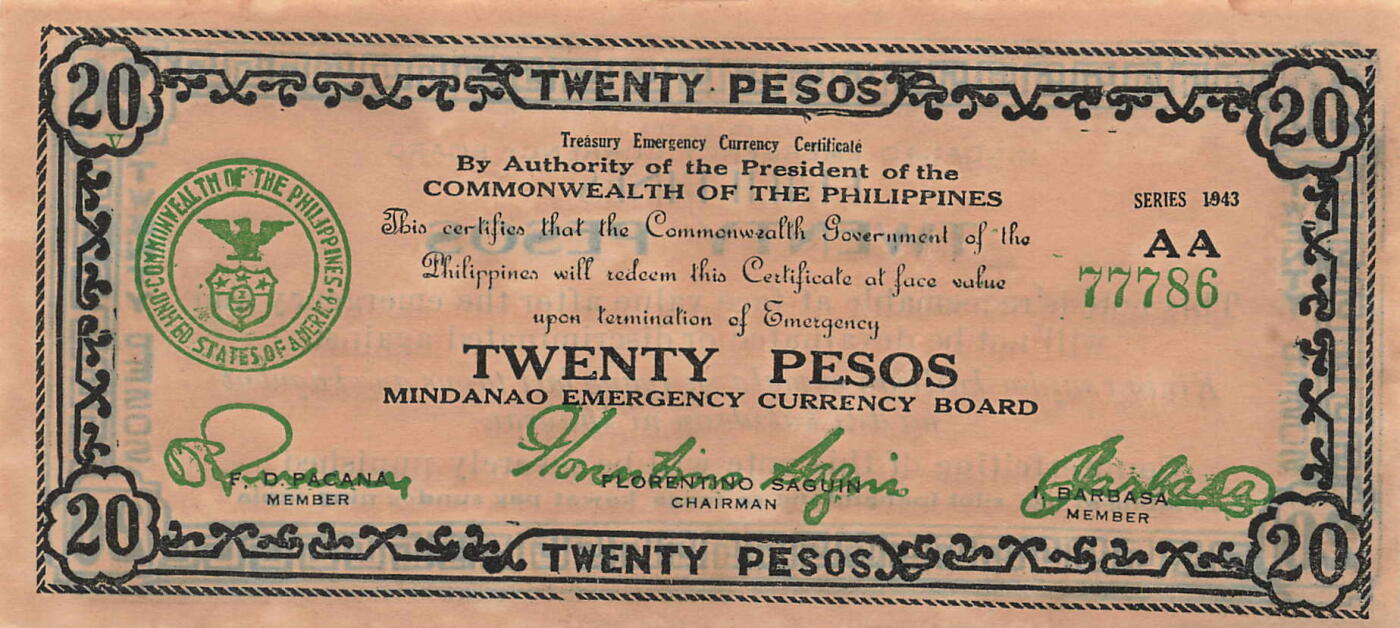 20 TWENTY PESOS 20
V
Treasury Emergency Currency Certificate
By Authority of the President of the
COMMONWEALTH OF THE PHILIPPINES
SERIES 1943
This certifies that the Commonwealth Government of the
AA
Philippines will redeem this Certificate at face value
77786
upon termination of Emergency
COMMONWEALTH OF THE PHILIPPINES
UNITED STATES OF AMERICA
TWENTY PESOS
MINDANAO EMERGENCY CURRENCY BOARD
Florentino Saguin
Barbasa
F. D. PACANA
MEMBER
FLORENTINO SAGUIN
CHAIRMAN
I. BARBASA
MEMBER
20 TWENTY PESOS 20